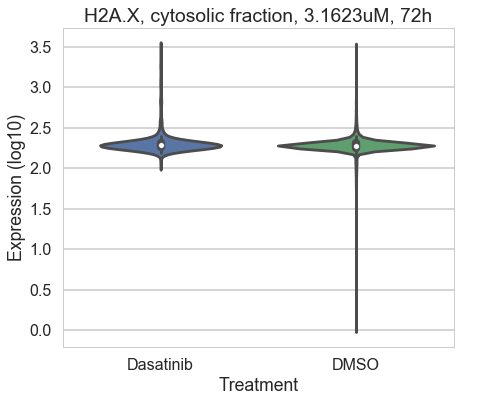 H2A.X, cytosolic fraction, 3.1623uM, 72h
Expression (log10)
3.5
3.0
2.5
2.0
1.5
1.0
0.5
0.0
Dasatinib DMSO
Treatment